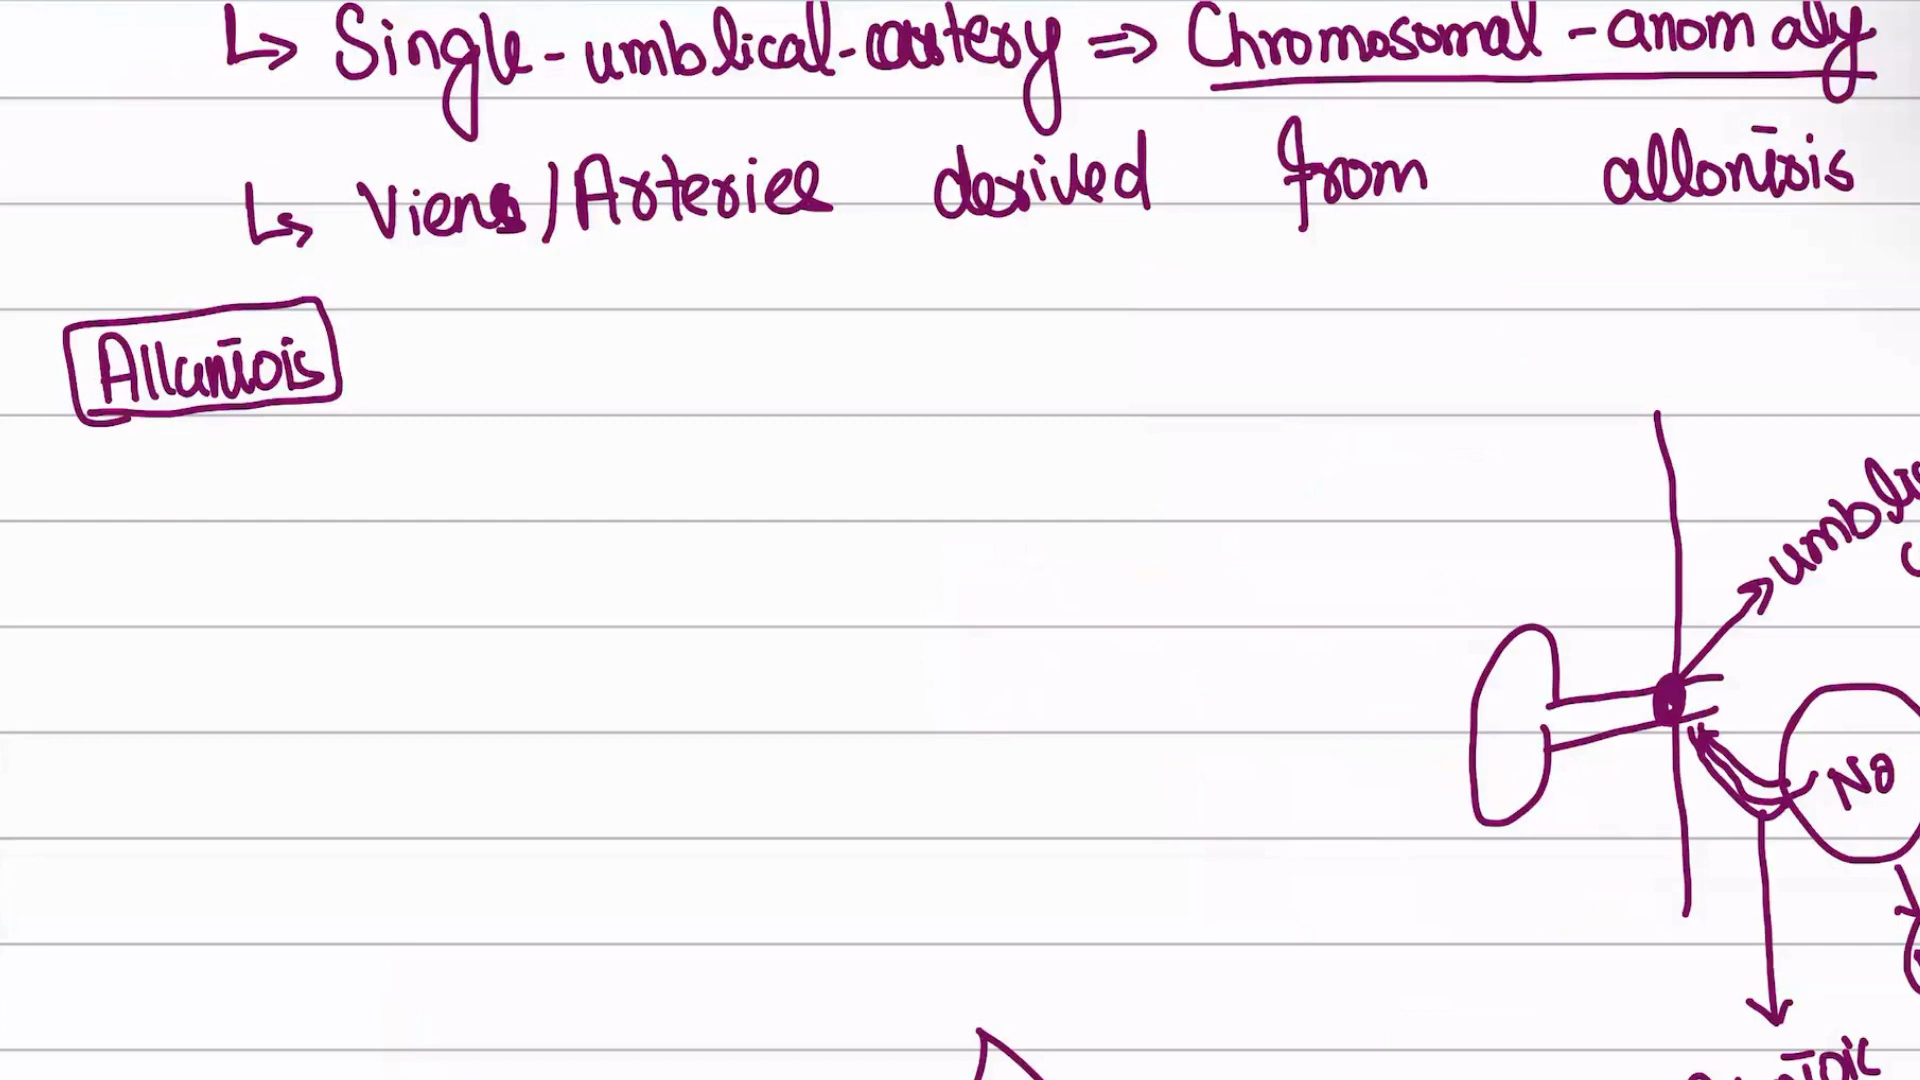 ↳ Single-umblical-artery ⇒ Chromosomal-anomaly
↳ Viens/Arteries derived from allontois
Allantois
No